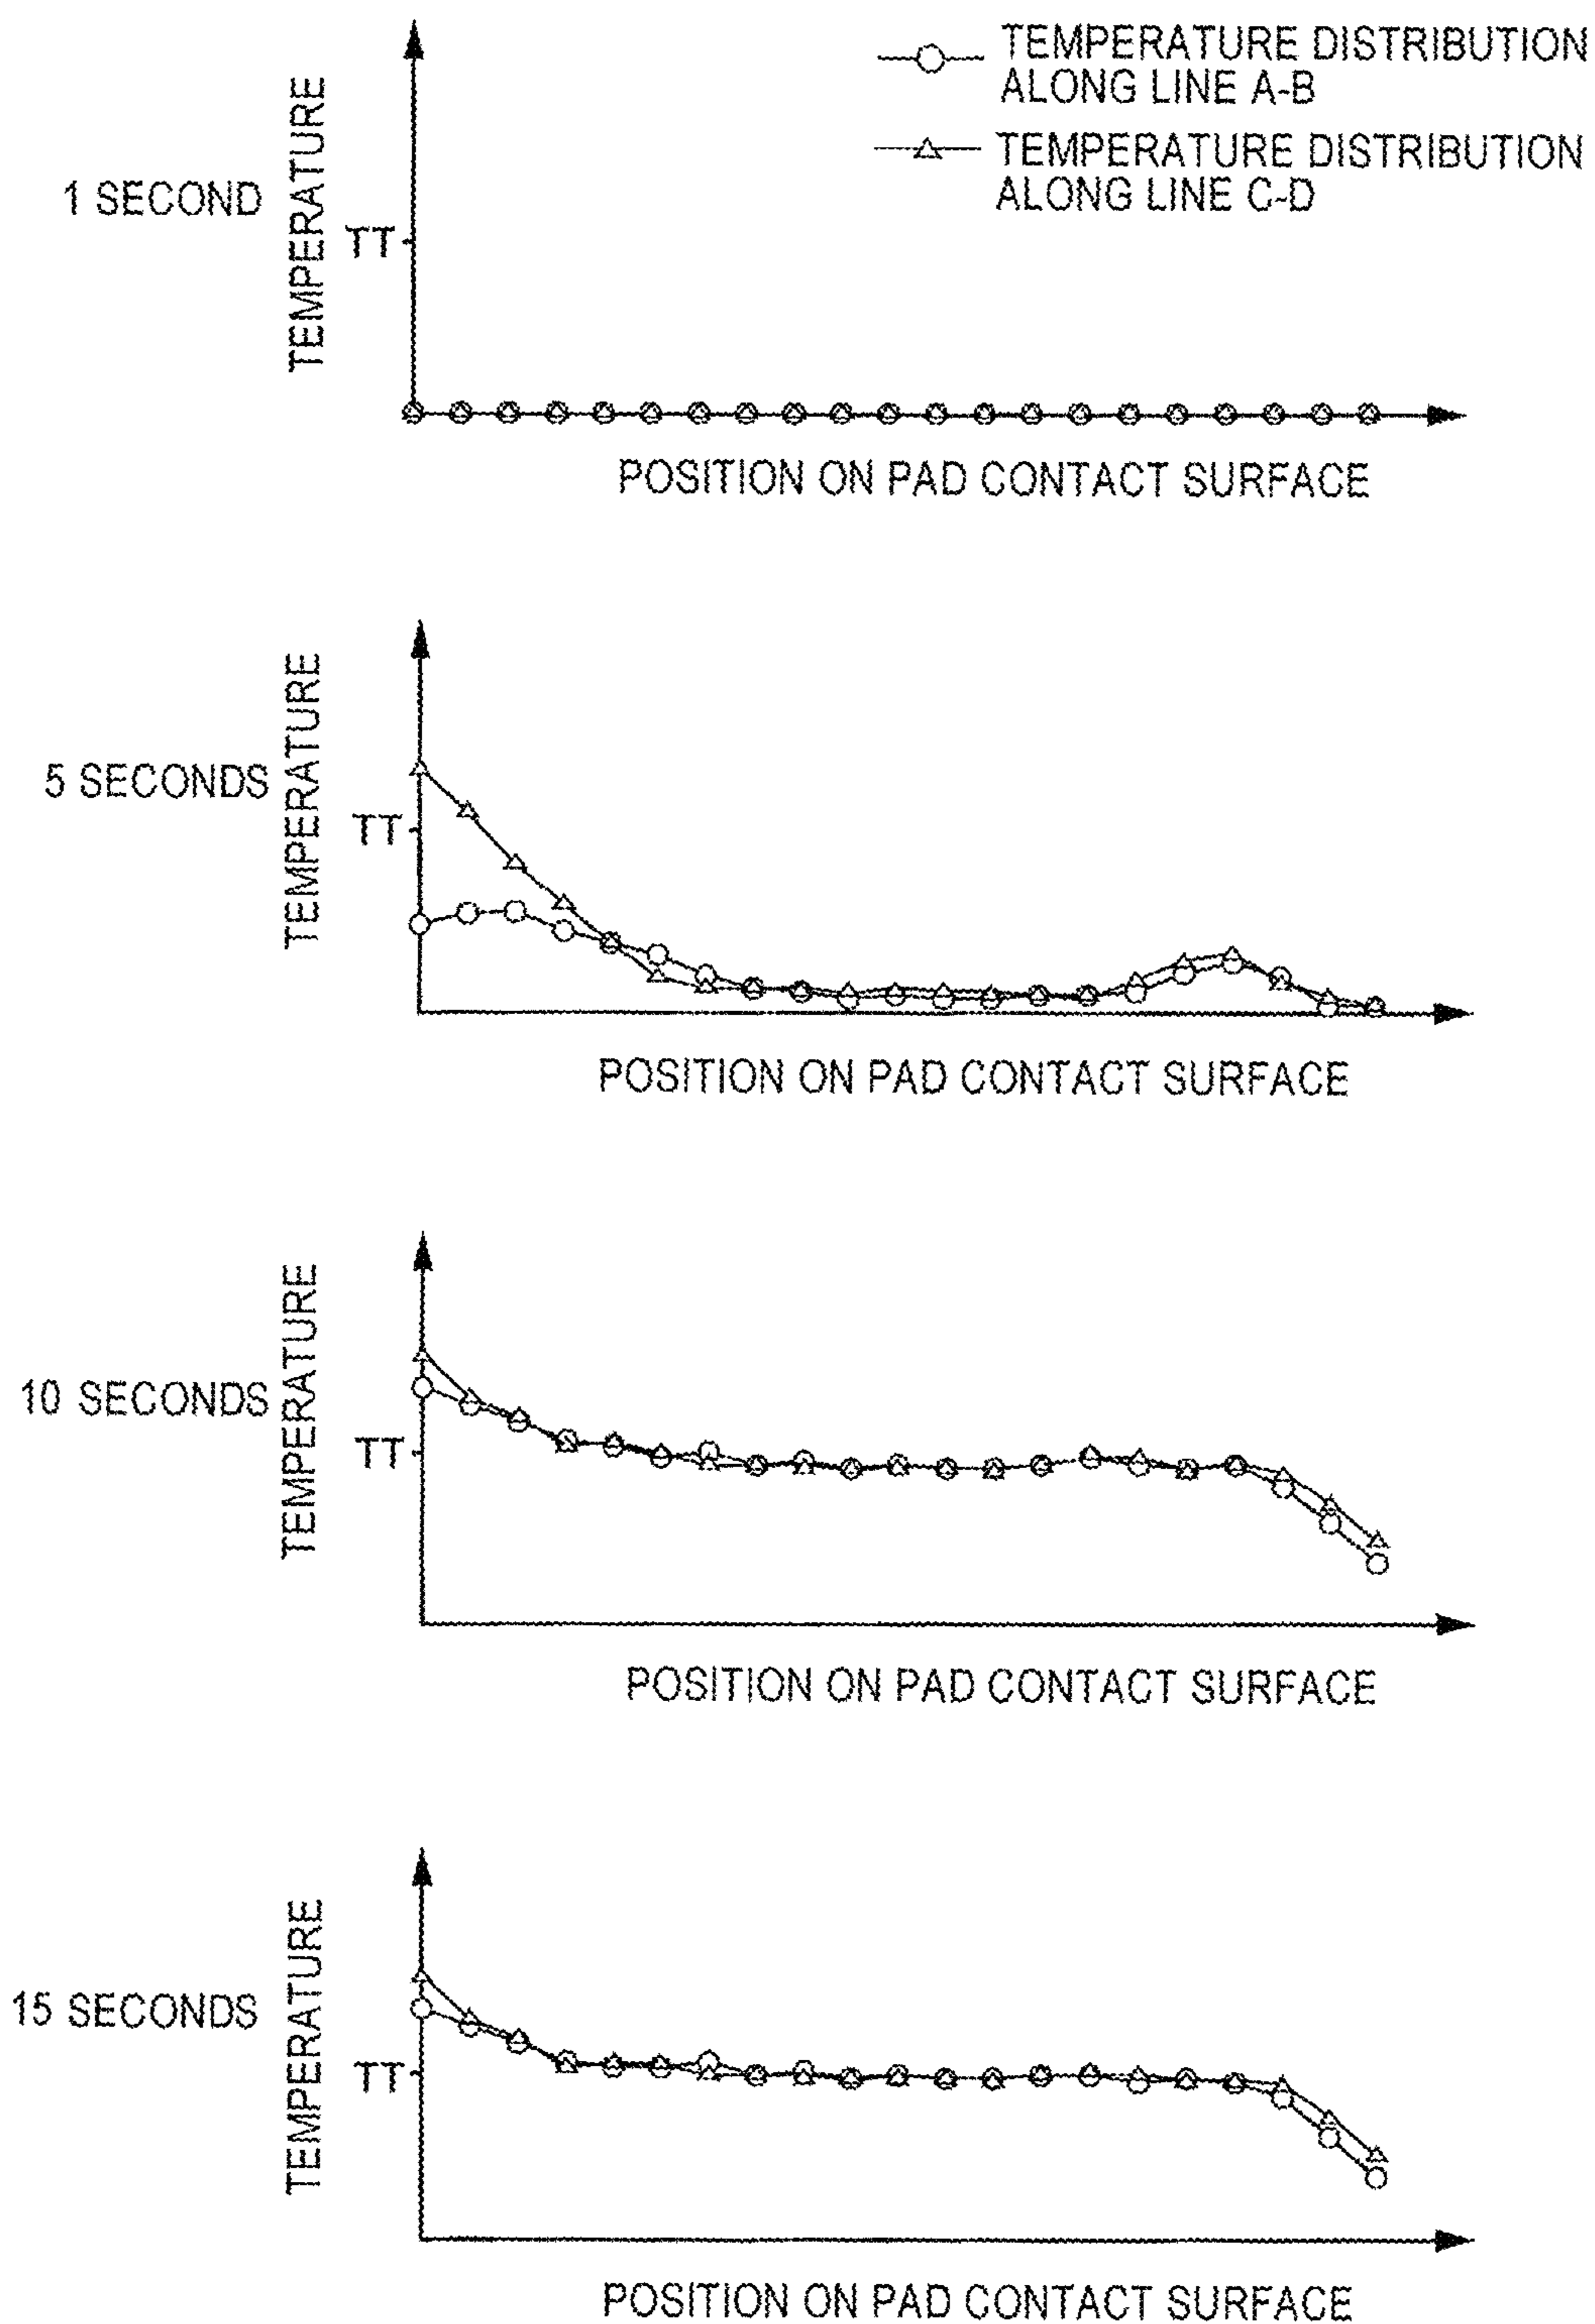 TEMPERATURE DISTRIBUTION
ALONG LINE A-B
TEMPERATURE DISTRIBUTION
ALONG LINE C-D
1 SECOND
TEMPERATURE
TT
POSITION ON PAD CONTACT SURFACE
5 SECONDS
TEMPERATURE
TT
POSITION ON PAD CONTACT SURFACE
10 SECONDS
TEMPERATURE
TT
POSITION ON PAD CONTACT SURFACE
15 SECONDS
TEMPERATURE
TT
POSITION ON PAD CONTACT SURFACE